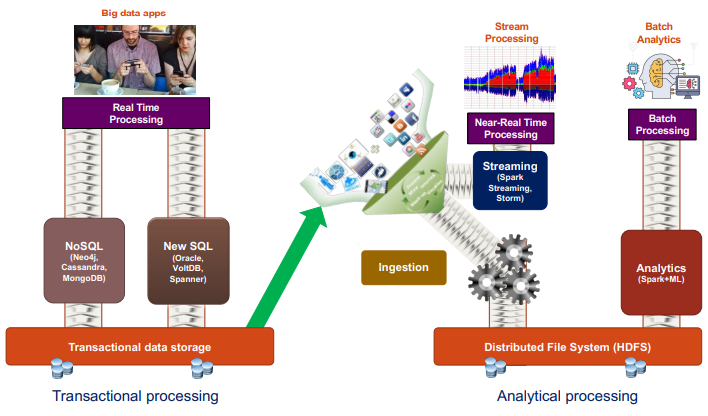 Big data apps
Real Time
Processing
NoSQL
(Neo4j,
Cassandra,
MongoDB)
New SQL
(Oracle,
VoltDB,
Spanner)
Transactional data storage
Transactional processing
Ingestion
Stream
Processing
Near-Real Time
Processing
Streaming
(Spark
Streaming,
Storm)
Batch
Analytics
Batch
Processing
Analytics
(Spark+ML)
Distributed File System (HDFS)
Analytical processing